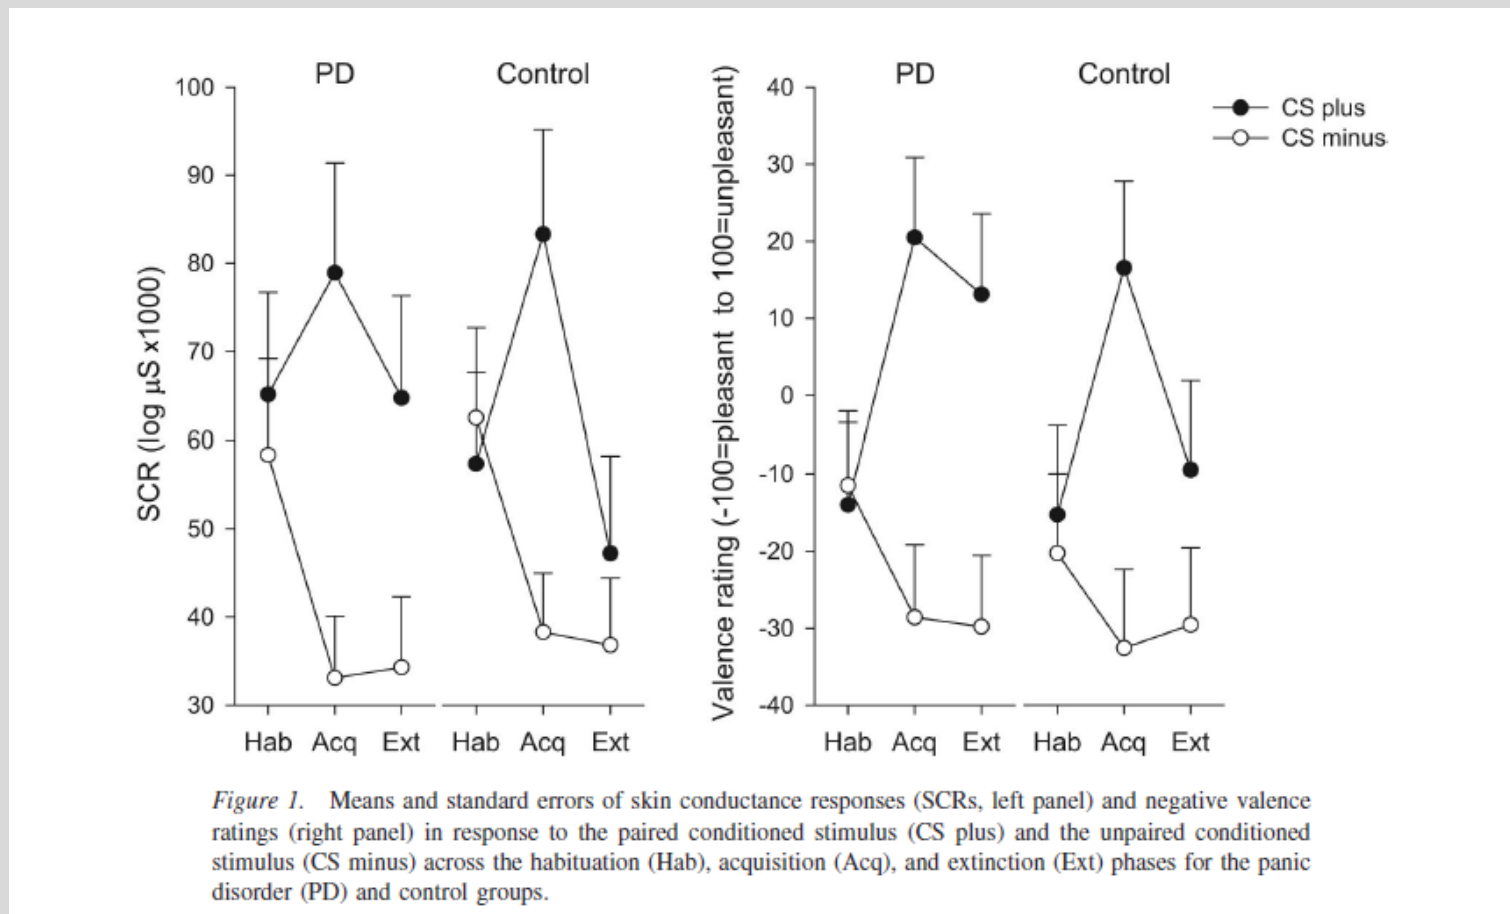 PD
Control
100
90
80
70
60
50
40
30
SCR (log μS x1000)
Hab Acq Ext Hab Acq Ext
PD
Control
40
30
20
10
0
-10
-20
-30
-40
Valence rating (-100=pleasant to 100=unpleasant)
Hab Acq Ext Hab Acq Ext
CS plus
CS minus
Figure 1. Means and standard errors of skin conductance responses (SCRs, left panel) and negative valence
ratings (right panel) in response to the paired conditioned stimulus (CS plus) and the unpaired conditioned
stimulus (CS minus) across the habituation (Hab), acquisition (Acq), and extinction (Ext) phases for the panic
disorder (PD) and control groups.